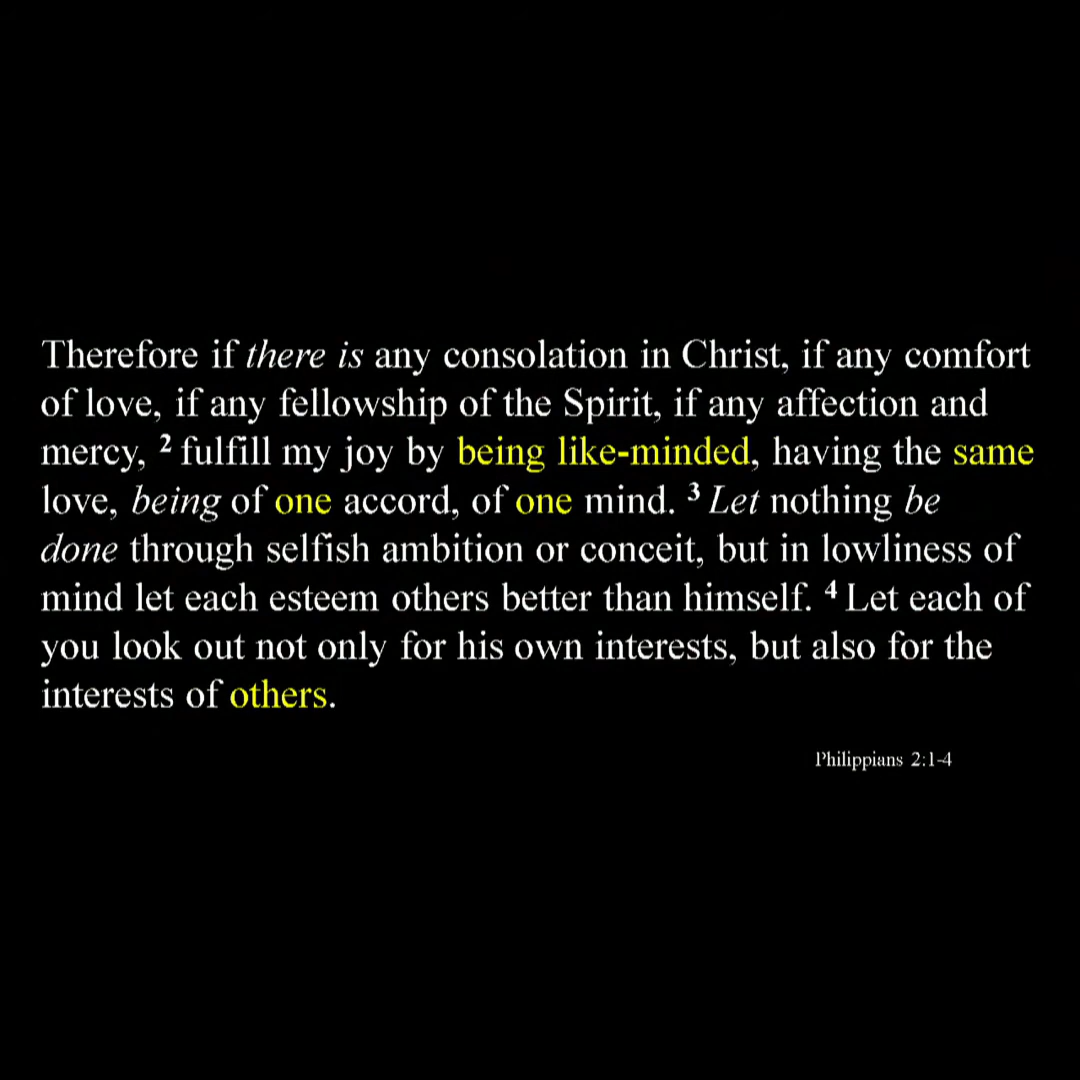 Therefore if there is any consolation in Christ, if any comfort
of love, if any fellowship of the Spirit, if any affection and
mercy, ² fulfill my joy by being like-minded, having the same
love, being of one accord, of one mind. ³ Let nothing be
done through selfish ambition or conceit, but in lowliness of
mind let each esteem others better than himself. ⁴ Let each of
you look out not only for his own interests, but also for the
interests of others.
Philippians 2:1-4